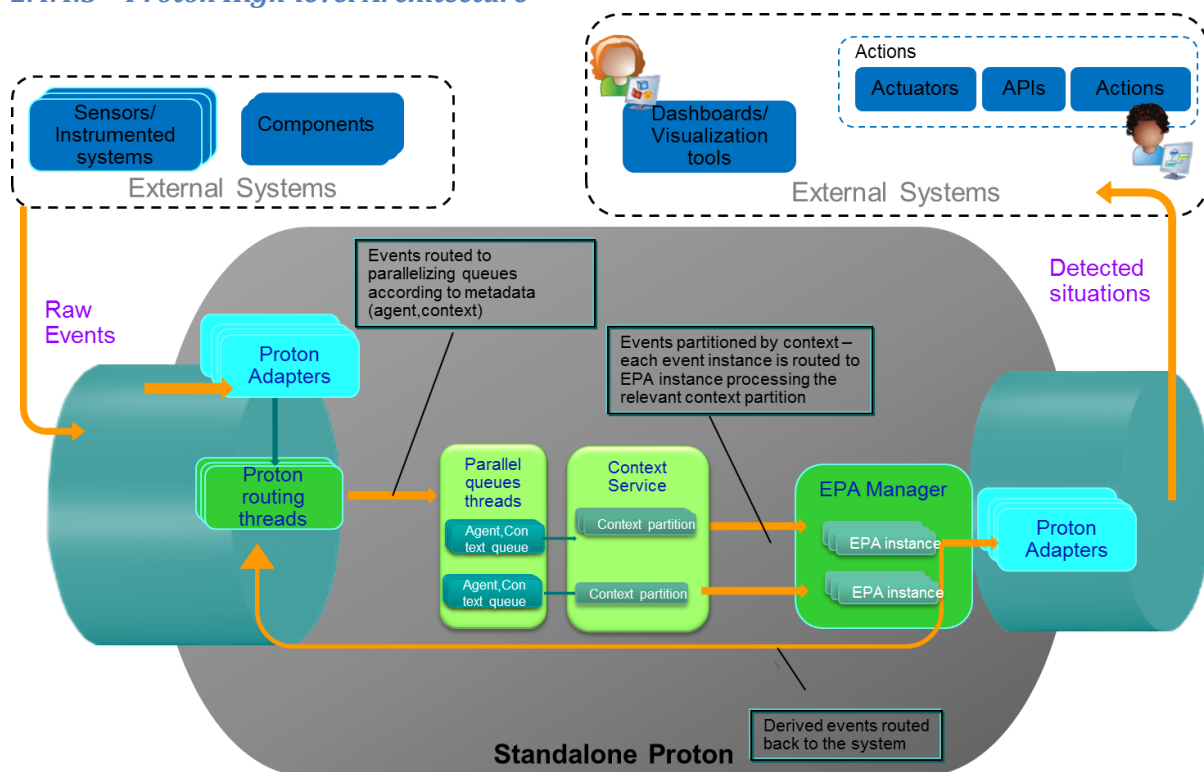 Proton High-level Architecture
Sensors/
Instrumented
systems
Components
External Systems
Dashboards/
Visualization
tools
Actions
Actuators
APIs
Actions
External Systems
Raw
Events
Events routed to
parallelizing queues
according to metadata
(agent,context)
Detected
situations
Events partitioned by context –
each event instance is routed to
EPA instance processing the
relevant context partition
Proton
Adapters
Proton
routing
threads
Parallel
queues
threads
Agent,Con
text queue
Agent,Con
text queue
Context
Service
Context partition
Context partition
EPA Manager
EPA instance
EPA instance
Proton
Adapters
Derived events routed
back to the system
Standalone Proton